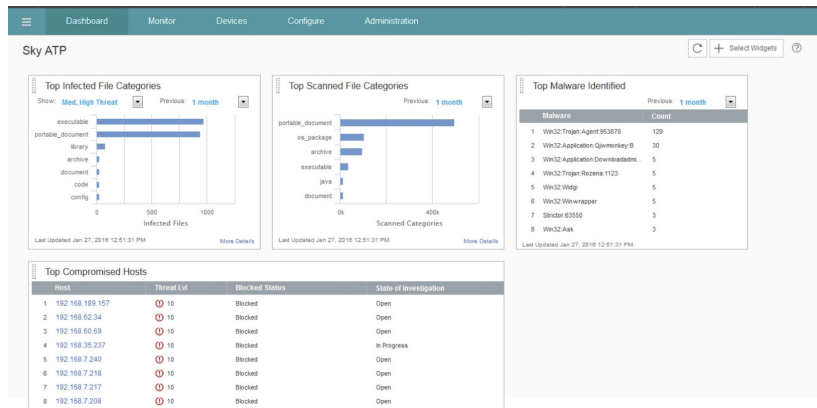 Dashboard Monitor Devices Configure Administration
Sky ATP
Select Widgets
Top Infected File Categories
Show: Med, High Threat Previous: 1 month
executable
portable_document
library
archive
document
code
config
0 500 1000
Infected Files
Last Updated Jan 27, 2016 12:51:31 PM More Details
Top Scanned File Categories
Previous: 1 month
portable_document
os_package
archive
executable
java
document
0k 400k
Scanned Categories
Last Updated Jan 27, 2016 12:51:31 PM More Details
Top Malware Identified
Previous: 1 month
Malware Count
1 Win32:Trojan:Agent:953878 129
2 Win32:Application:Qjwmonkey:B 30
3 Win32:Application:Downloadadmi... 5
4 Win32:Trojan:Rozena:1123 5
5 Win32:Widgi 5
6 Win32:Winwrapper 5
7 Strictor:63550 3
8 Win32:Ask 3
Last Updated Jan 27, 2016 12:51:31 PM
Top Compromised Hosts
Host Threat Lvl Blocked Status State of Investigation
1 192.168.189.157 10 Blocked Open
2 192.168.62.34 10 Blocked Open
3 192.168.60.69 10 Blocked Open
4 192.168.35.237 10 Blocked In Progress
5 192.168.7.240 10 Blocked Open
6 192.168.7.218 10 Blocked Open
7 192.168.7.217 10 Blocked Open
8 192.168.7.208 10 Blocked Open